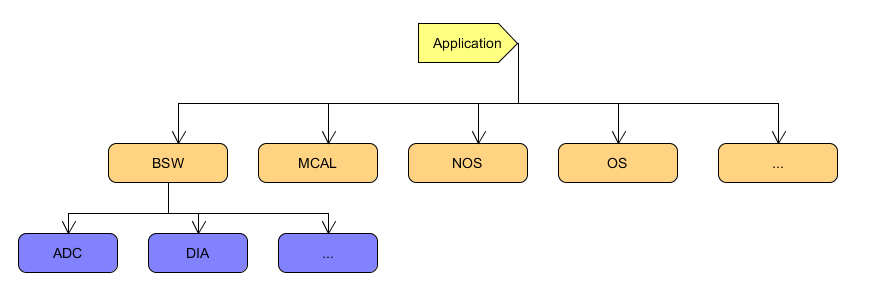 Application
BSW
MCAL
NOS
OS
...
ADC
DIA
...